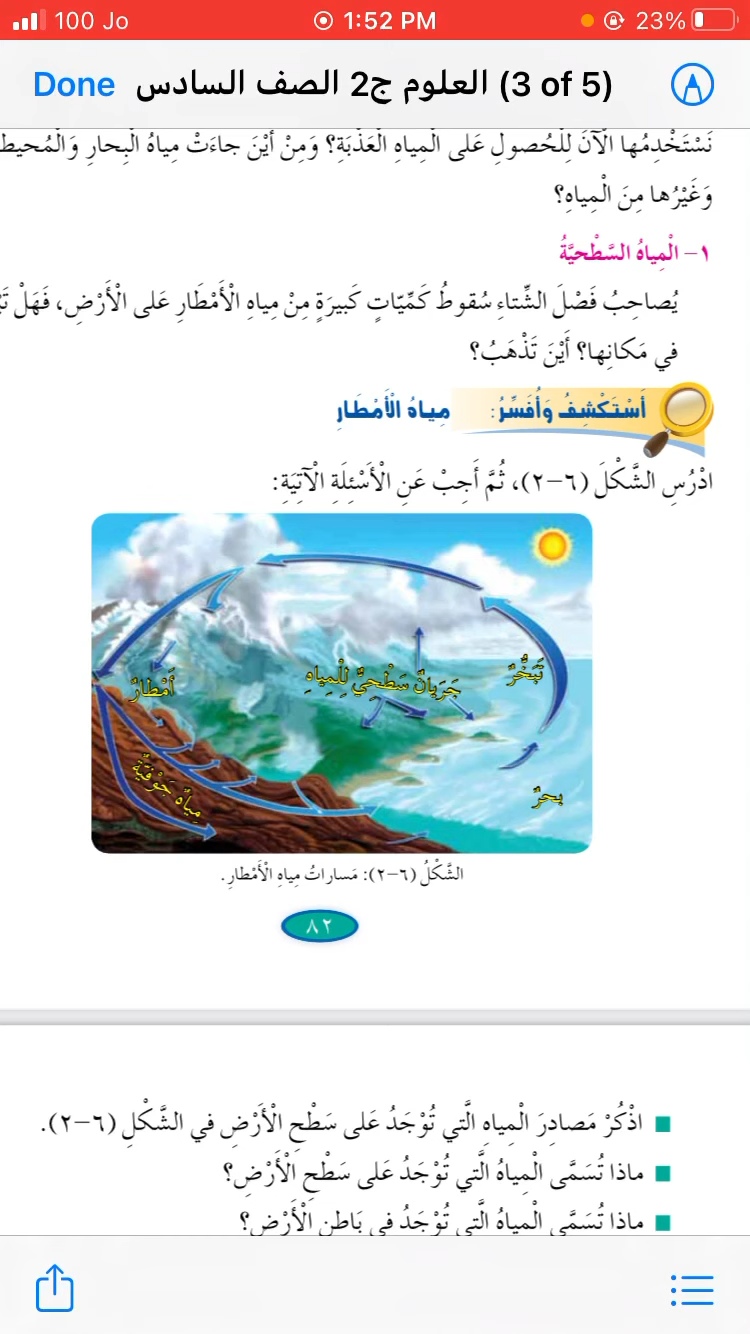 100 Jo 1:52 PM 23%
Done العلوم ج2 الصف السادس (3 of 5)
نَسْتَخْدِمُها الْآنَ لِلْحُصولِ عَلى الْمِياهِ الْعَذْبَةِ؟ وَمِنْ أَيْنَ جاءَتْ مِياهُ الْبِحارِ وَالْمُحيط
وَغَيْرُها مِنَ الْمِياهِ؟
١- الْمِياهُ السَّطْحِيَّةُ
يُصاحِبُ فَصْلَ الشِّتاءِ سُقوطُ كَمِّيّاتٍ كَبيرَةٍ مِنْ مِياهِ الْأَمْطارِ عَلى الْأَرْضِ، فَهَلْ
في مَكانِها؟ أَيْنَ تَذْهَبُ؟
أَسْتَكْشِفُ وَأُفَسِّرُ: مِياهُ الْأَمْطارِ
ادْرُسِ الشَّكْلَ (٦-٢)، ثُمَّ أَجِبْ عَنِ الْأَسْئِلَةِ الْآتِيَةِ:
تَبَخُّرٌ
جَرَيانٌ سَطْحِيٌّ لِلْمِياهِ
أَمْطارٌ
مِياهٌ جَوْفِيَّةٌ
بحرٌ
الشَّكْلُ (٦-٢): مَساراتُ مِياهِ الْأَمْطارِ.
٨٢
اذْكُرْ مَصادِرَ الْمِياهِ الَّتي تُوْجَدُ عَلى سَطْحِ الْأَرْضِ في الشَّكْلِ (٦-٢).
ماذا تُسَمَّى الْمياهُ الَّتي تُوْجَدُ عَلى سَطْحِ الْأَرْضِ؟
ماذا تُسَمَّى الْمياهُ الَّتي تُوْجَدُ في بَاطِنِ الْأَرْضِ؟